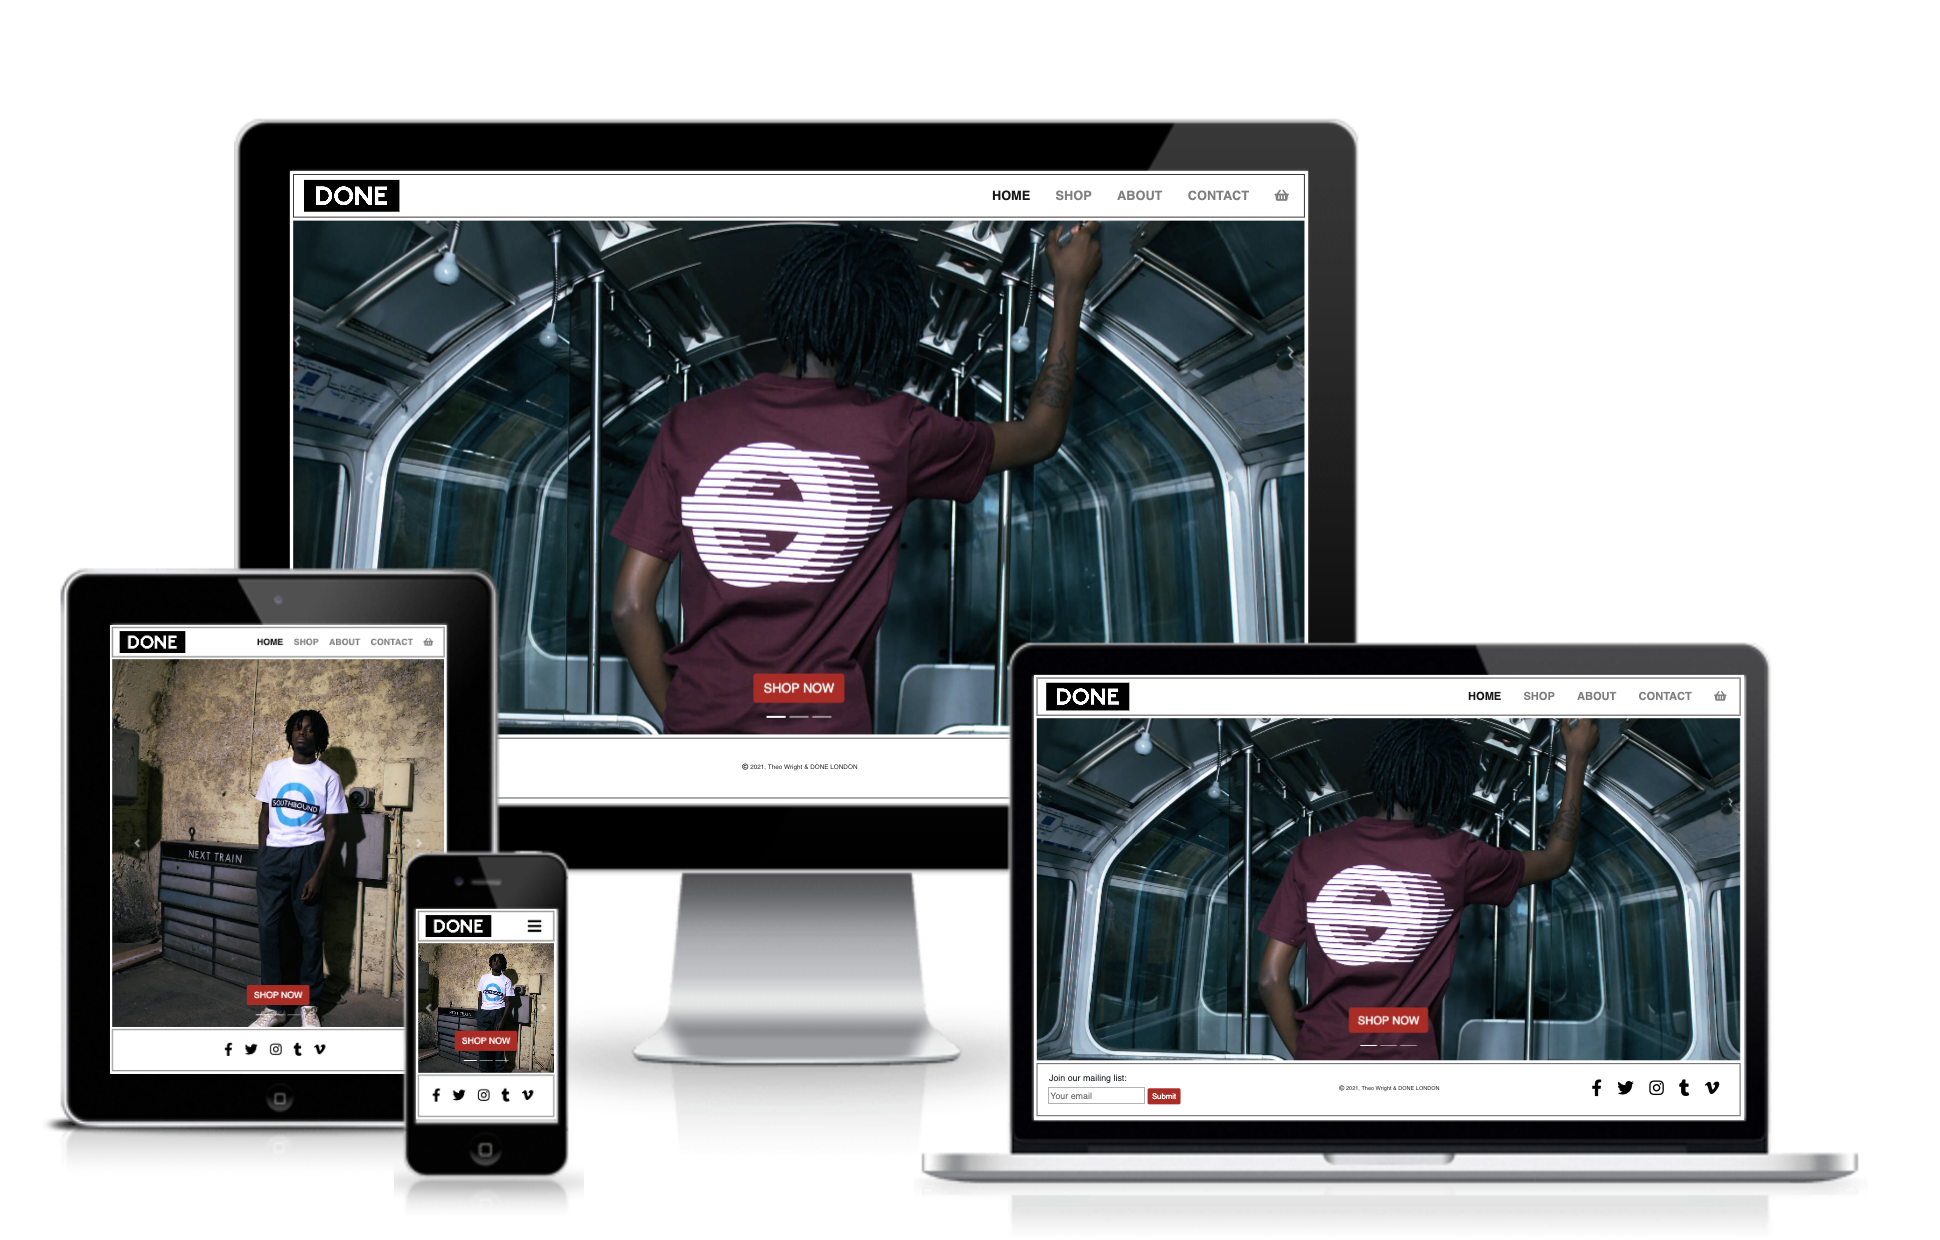 DONE
HOME SHOP ABOUT CONTACT
SHOP NOW
© 2021, Theo Wright & DONE LONDON
DONE
HOME SHOP ABOUT CONTACT
SOUTHBOUND
NEXT TRAIN
SHOP NOW
DONE
NEXT TRAIN
SHOP NOW
DONE
HOME SHOP ABOUT CONTACT
SHOP NOW
Join our mailing list:
Your email Submit
© 2021, Theo Wright & DONE LONDON